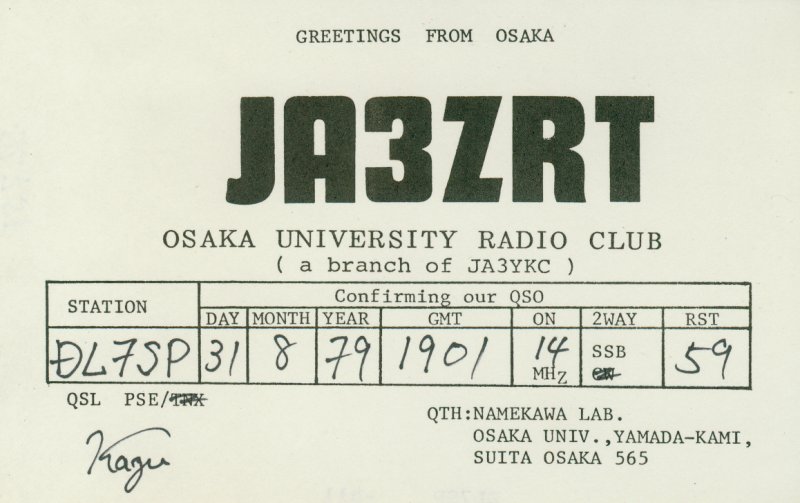 GREETINGS FROM OSAKA
JA3ZRT
OSAKA UNIVERSITY RADIO CLUB
( a branch of JA3YKC )
STATION Confirming our QSO
DAY MONTH YEAR GMT ON 2WAY RST
DL7SP 31 8 79 1901 14 MHz SSB CW 59
QSL PSE/TNX
QTH:NAMEKAWA LAB.
OSAKA UNIV.,YAMADA-KAMI,
SUITA OSAKA 565
Kazu